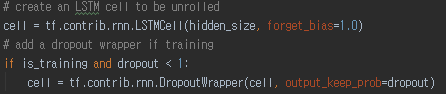 # create an LSTM cell to be unrolled
cell = tf.contrib.rnn.LSTMCell(hidden_size, forget_bias=1.0)
# add a dropout wrapper if training
if is_training and dropout < 1:
    cell = tf.contrib.rnn.DropoutWrapper(cell, output_keep_prob=dropout)